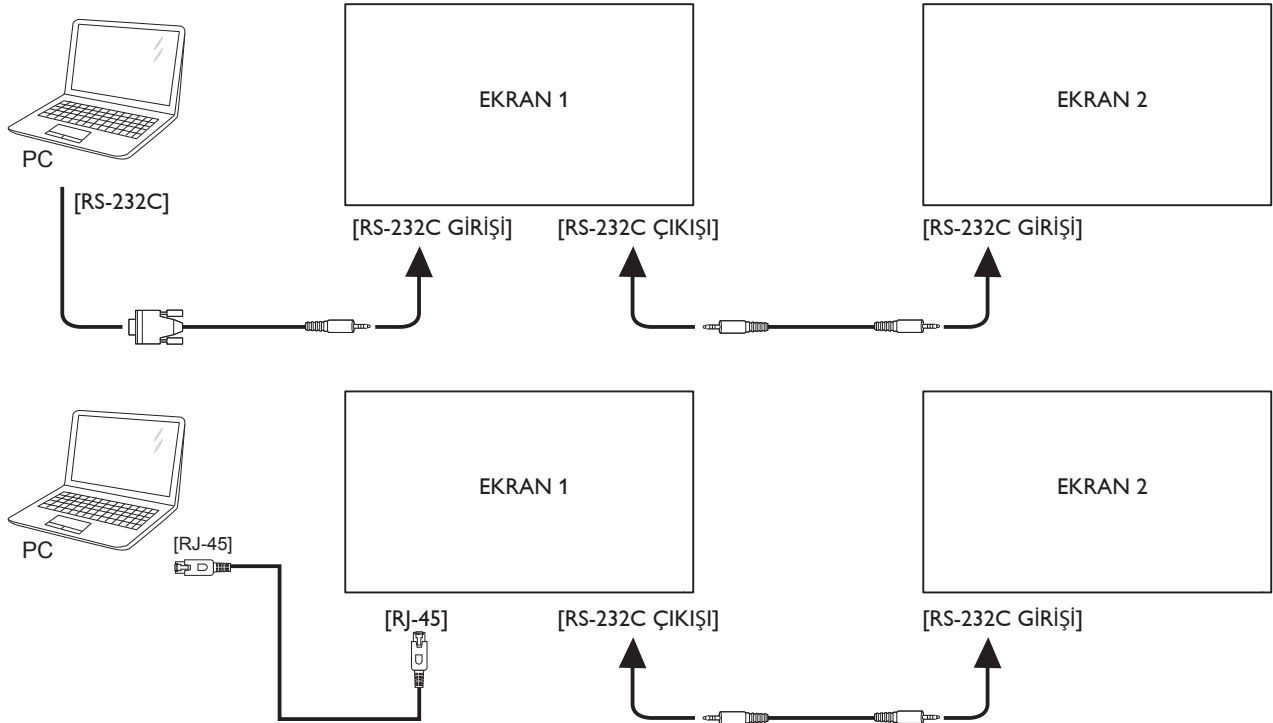 EKRAN 1
EKRAN 2
PC
[RS-232C]
[RS-232C GİRİŞİ]
[RS-232C ÇIKIŞI]
[RS-232C GİRİŞİ]
EKRAN 1
EKRAN 2
PC
[RJ-45]
[RJ-45]
[RS-232C ÇIKIŞI]
[RS-232C GİRİŞİ]